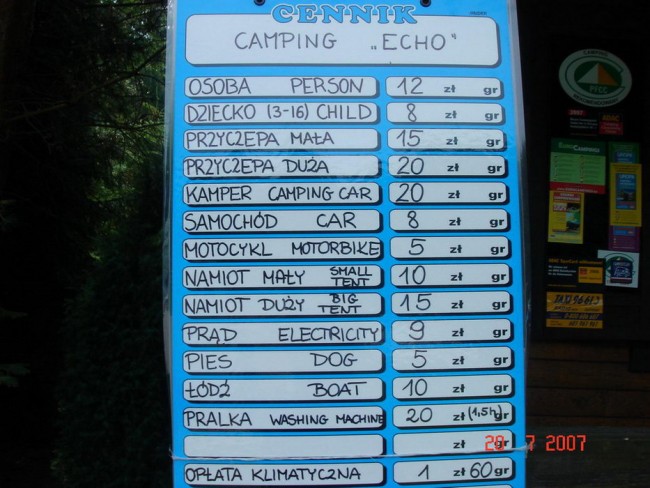 CENNIK
CAMPING „ECHO”
OSOBA PERSON 12 zł gr
DZIECKO (3-16) CHILD 8 zł gr
PRZYCZEPA MAŁA 15 zł gr
PRZYCZEPA DUŻA 20 zł gr
KAMPER CAMPING CAR 20 zł gr
SAMOCHÓD CAR 8 zł gr
MOTOCYKL MOTORBIKE 5 zł gr
NAMIOT MAŁY SMALL TENT 10 zł gr
NAMIOT DUŻY BIG TENT 15 zł gr
PRĄD ELECTRICITY 9 zł gr
PIES DOG 5 zł gr
ŁÓDŹ BOAT 10 zł gr
PRALKA WASHING MACHINE 20 zł (1,5h) gr
zł gr
OPŁATA KLIMATYCZNA 1 zł 60 gr
28 7 2007